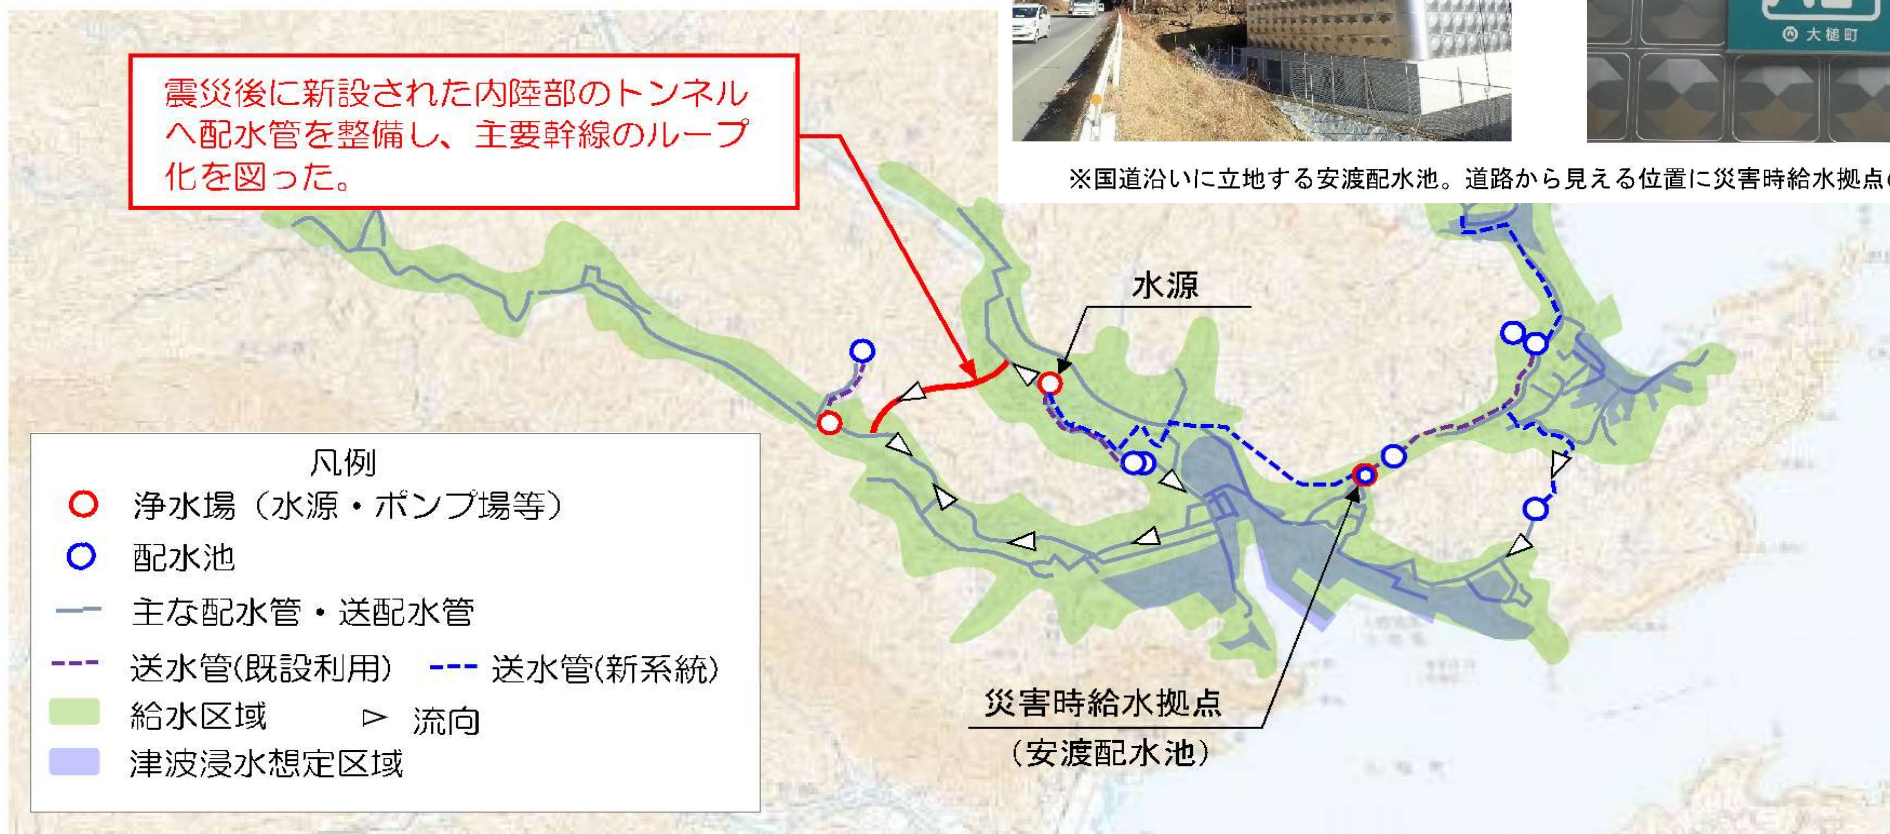 震災後に新設された内陸部のトンネル
へ配水管を整備し、主要幹線のループ
化を図った。
大槌町
※国道沿いに立地する安渡配水池。道路から見える位置に災害時給水拠点
水源
災害時給水拠点
(安渡配水池)
凡例
浄水場（水源・ポンプ場等）
配水池
主な配水管・送配水管
送水管(既設利用) 送水管(新系統)
給水区域 流向
津波浸水想定区域